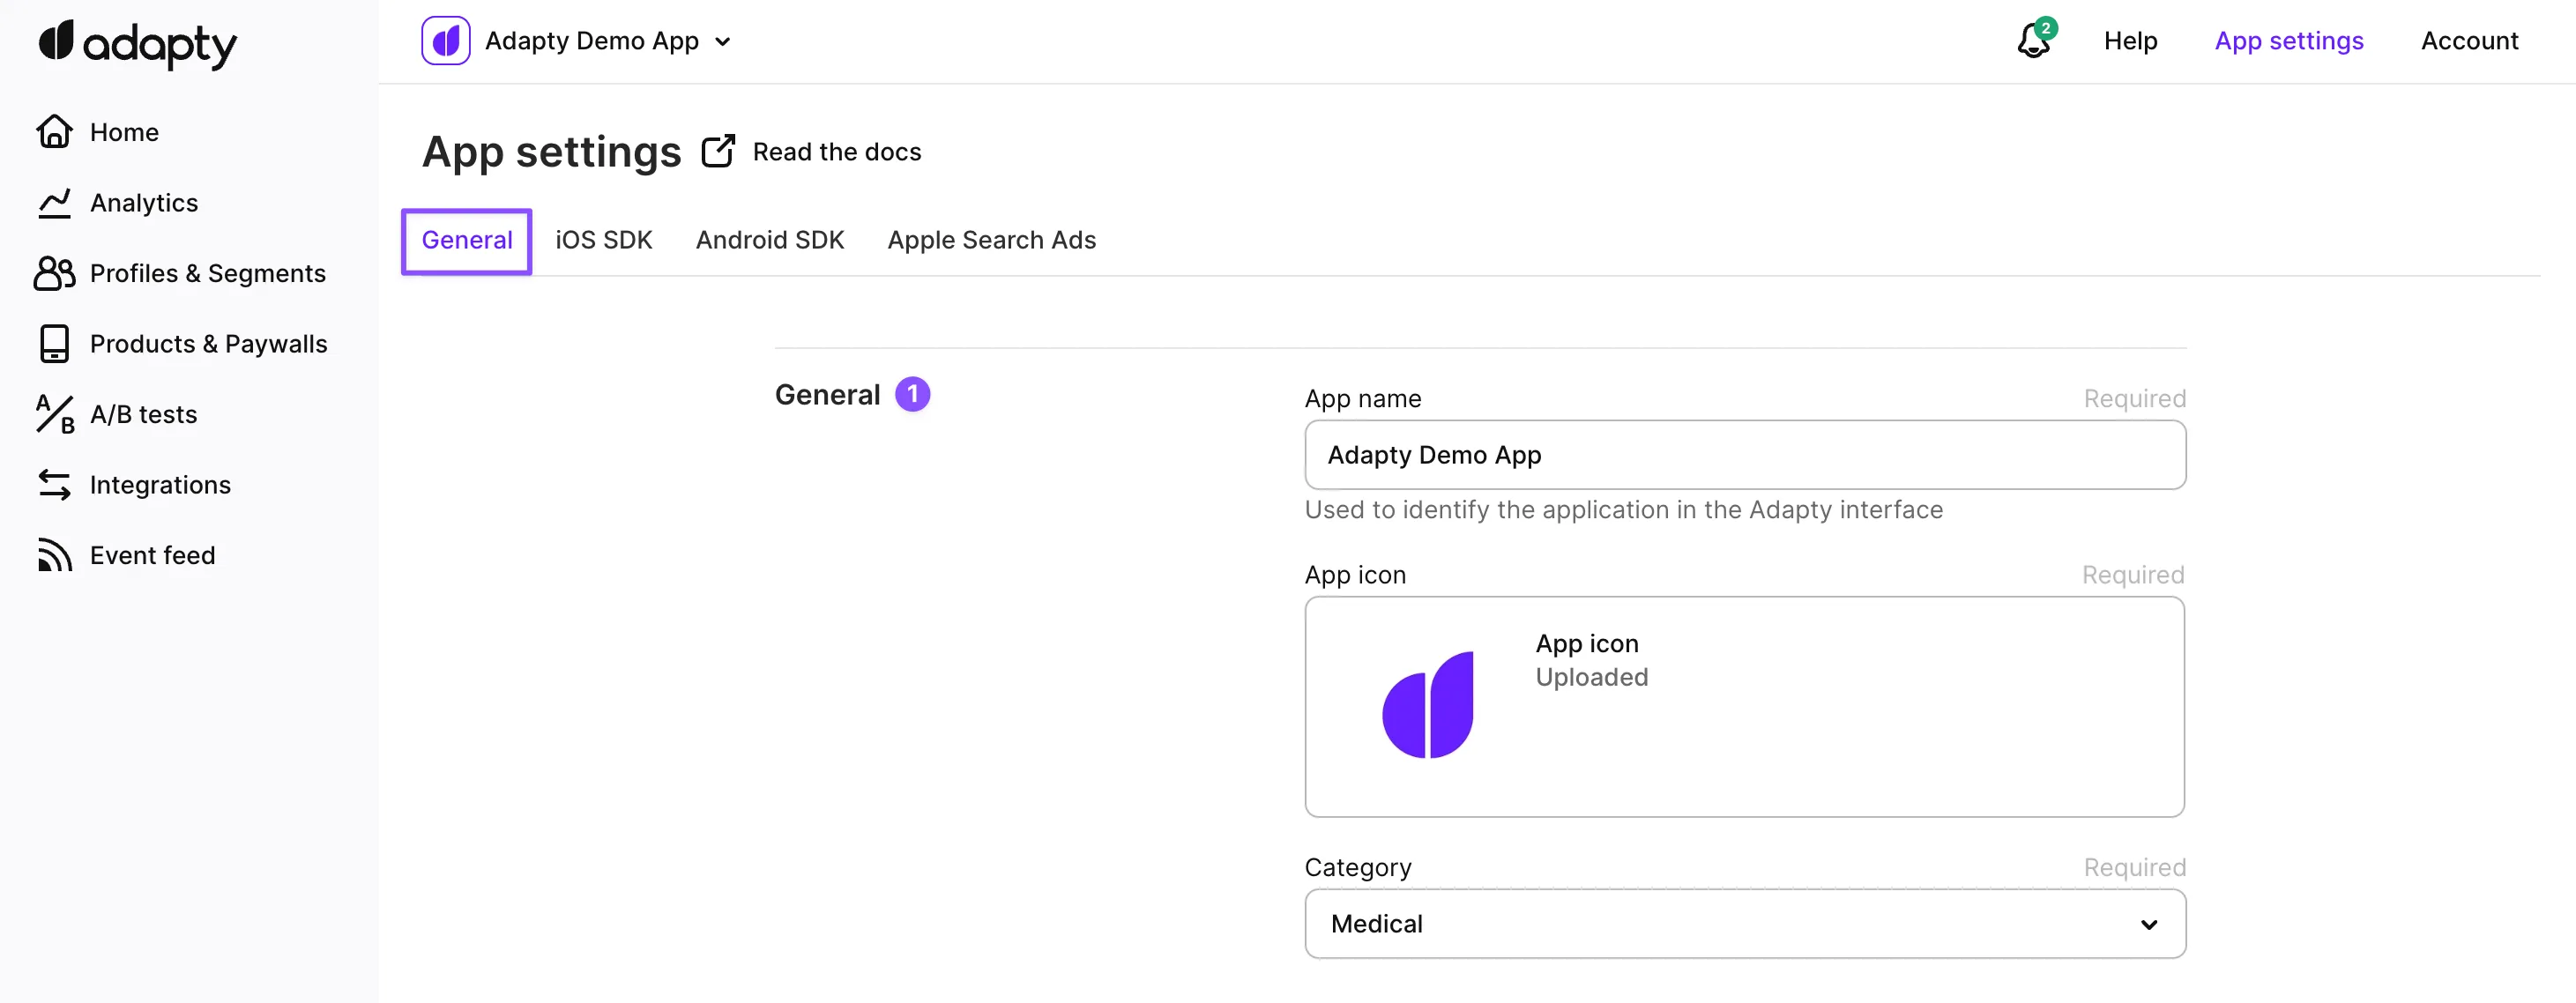 adapty
Adapty Demo App
2
Help
App settings
Account
Home
Analytics
Profiles & Segments
Products & Paywalls
A/B tests
Integrations
Event feed
App settings
Read the docs
General
iOS SDK
Android SDK
Apple Search Ads
General 1
App name
Required
Adapty Demo App
Used to identify the application in the Adapty interface
App icon
Required
App icon
Uploaded
Category
Required
Medical